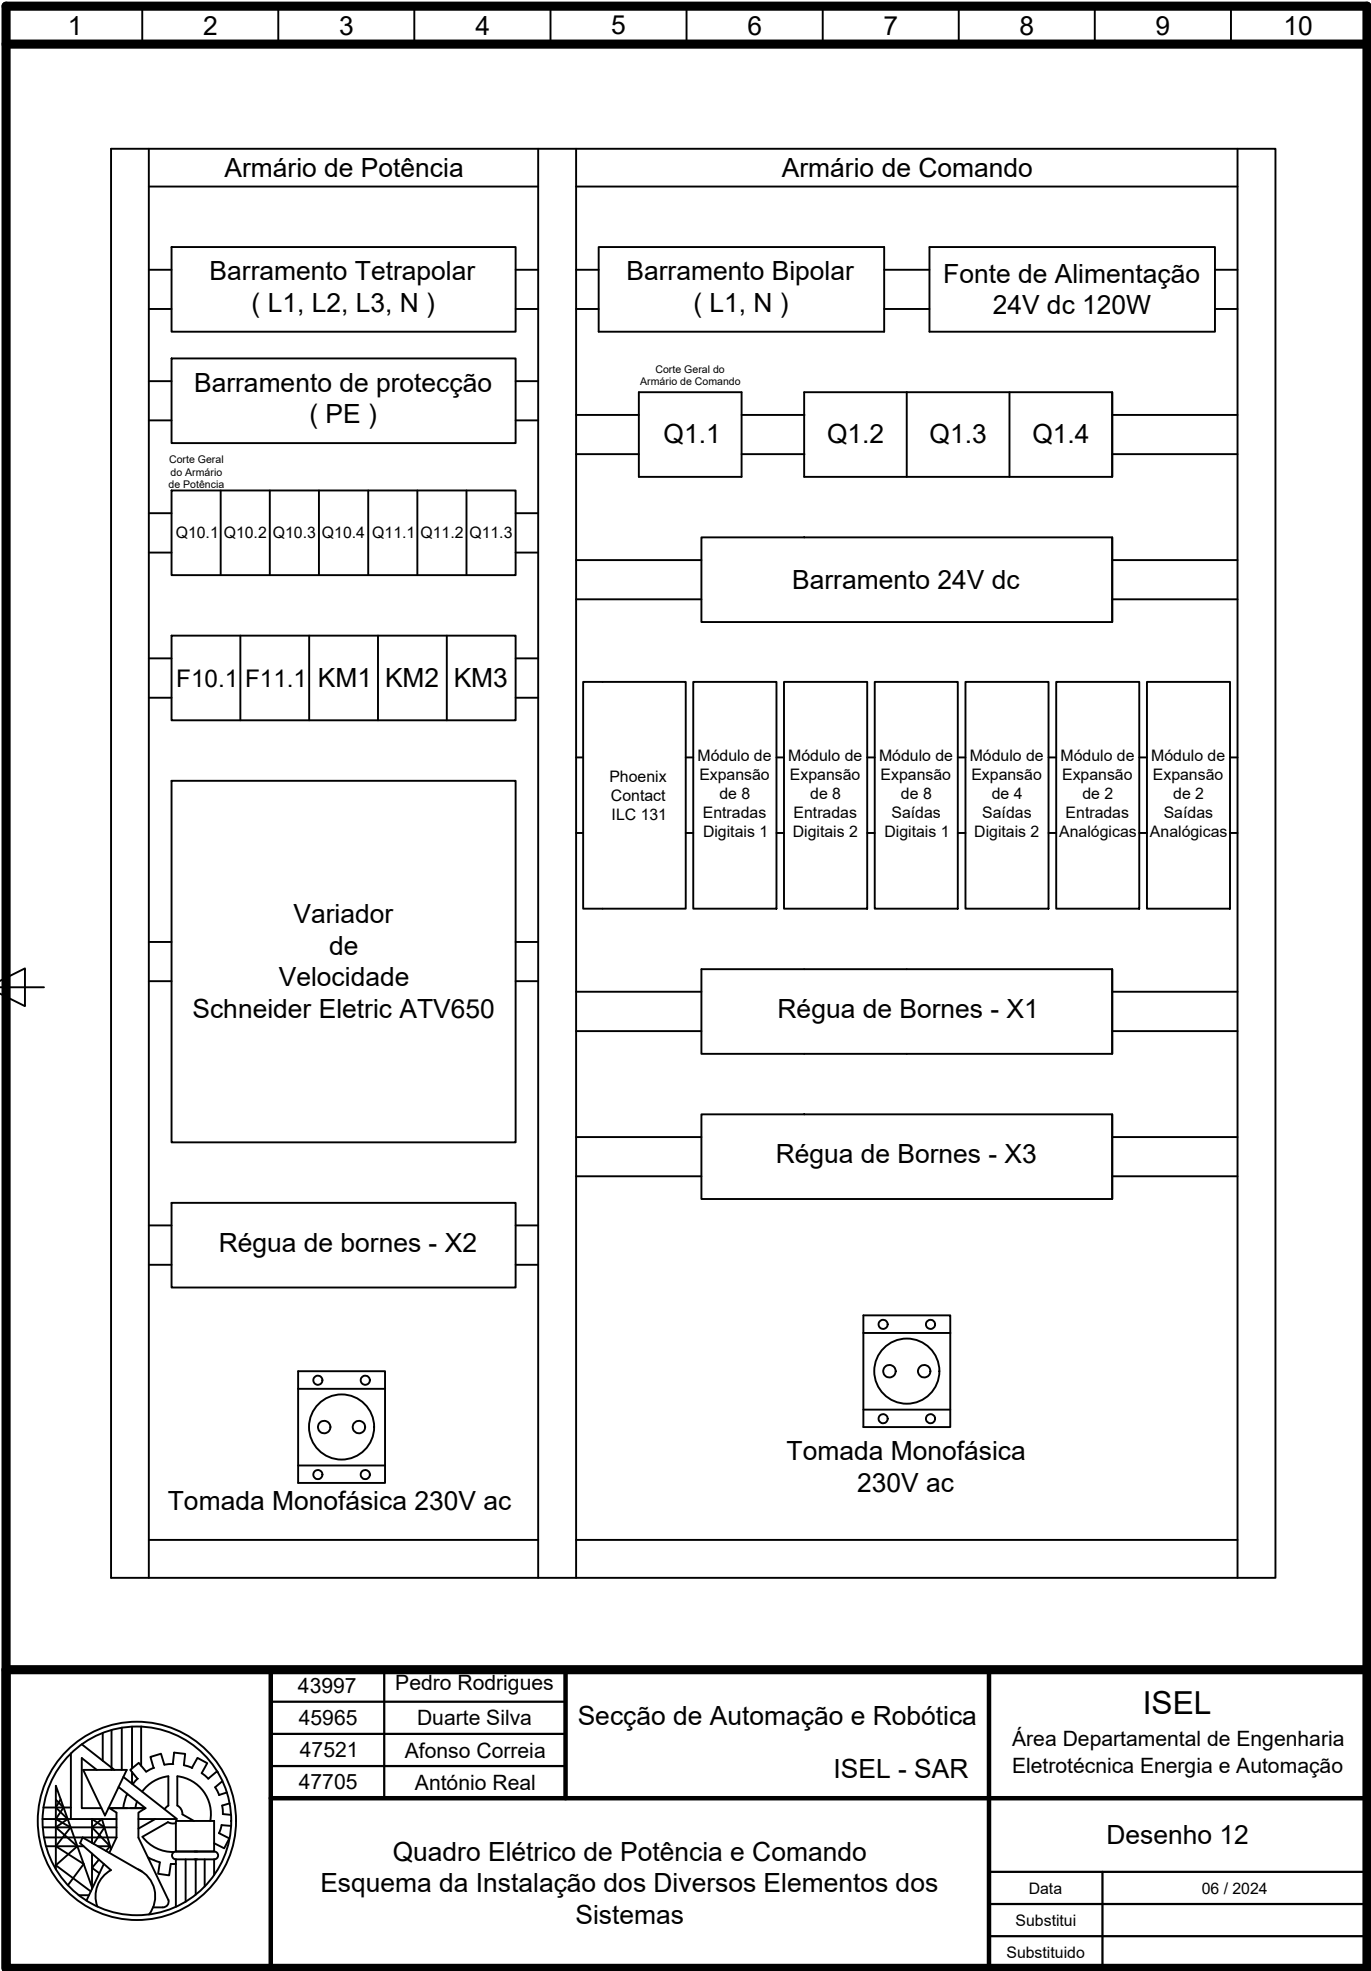 1 2 3 4 5 6 7 8 9 10
Armário de Potência
Barramento Tetrapolar
( L1, L2, L3, N )
Barramento de protecção
( PE )
Corte Geral
do Armário
de Potência
Q10.1 Q10.2 Q10.3 Q10.4 Q11.1 Q11.2 Q11.3
F10.1 F11.1 KM1 KM2 KM3
Variador
de
Velocidade
Schneider Eletric ATV650
Régua de bornes - X2
Tomada Monofásica 230V ac
Armário de Comando
Barramento Bipolar
( L1, N )
Fonte de Alimentação
24V dc 120W
Corte Geral do
Armário de Comando
Q1.1 Q1.2 Q1.3 Q1.4
Barramento 24V dc
Phoenix
Contact
ILC 131
Módulo de
Expansão
de 8
Entradas
Digitais 1
Módulo de
Expansão
de 8
Entradas
Digitais 2
Módulo de
Expansão
de 8
Saídas
Digitais 1
Módulo de
Expansão
de 4
Saídas
Digitais 2
Módulo de
Expansão
de 2
Entradas
Analógicas
Módulo de
Expansão
de 2
Saídas
Analógicas
Régua de Bornes - X1
Régua de Bornes - X3
Tomada Monofásica
230V ac
43997 Pedro Rodrigues
45965 Duarte Silva
47521 Afonso Correia
47705 António Real
Secção de Automação e Robótica
ISEL - SAR
ISEL
Área Departamental de Engenharia
Eletrotécnica Energia e Automação
Quadro Elétrico de Potência e Comando
Esquema da Instalação dos Diversos Elementos dos
Sistemas
Desenho 12
Data 06 / 2024
Substitui
Substituido